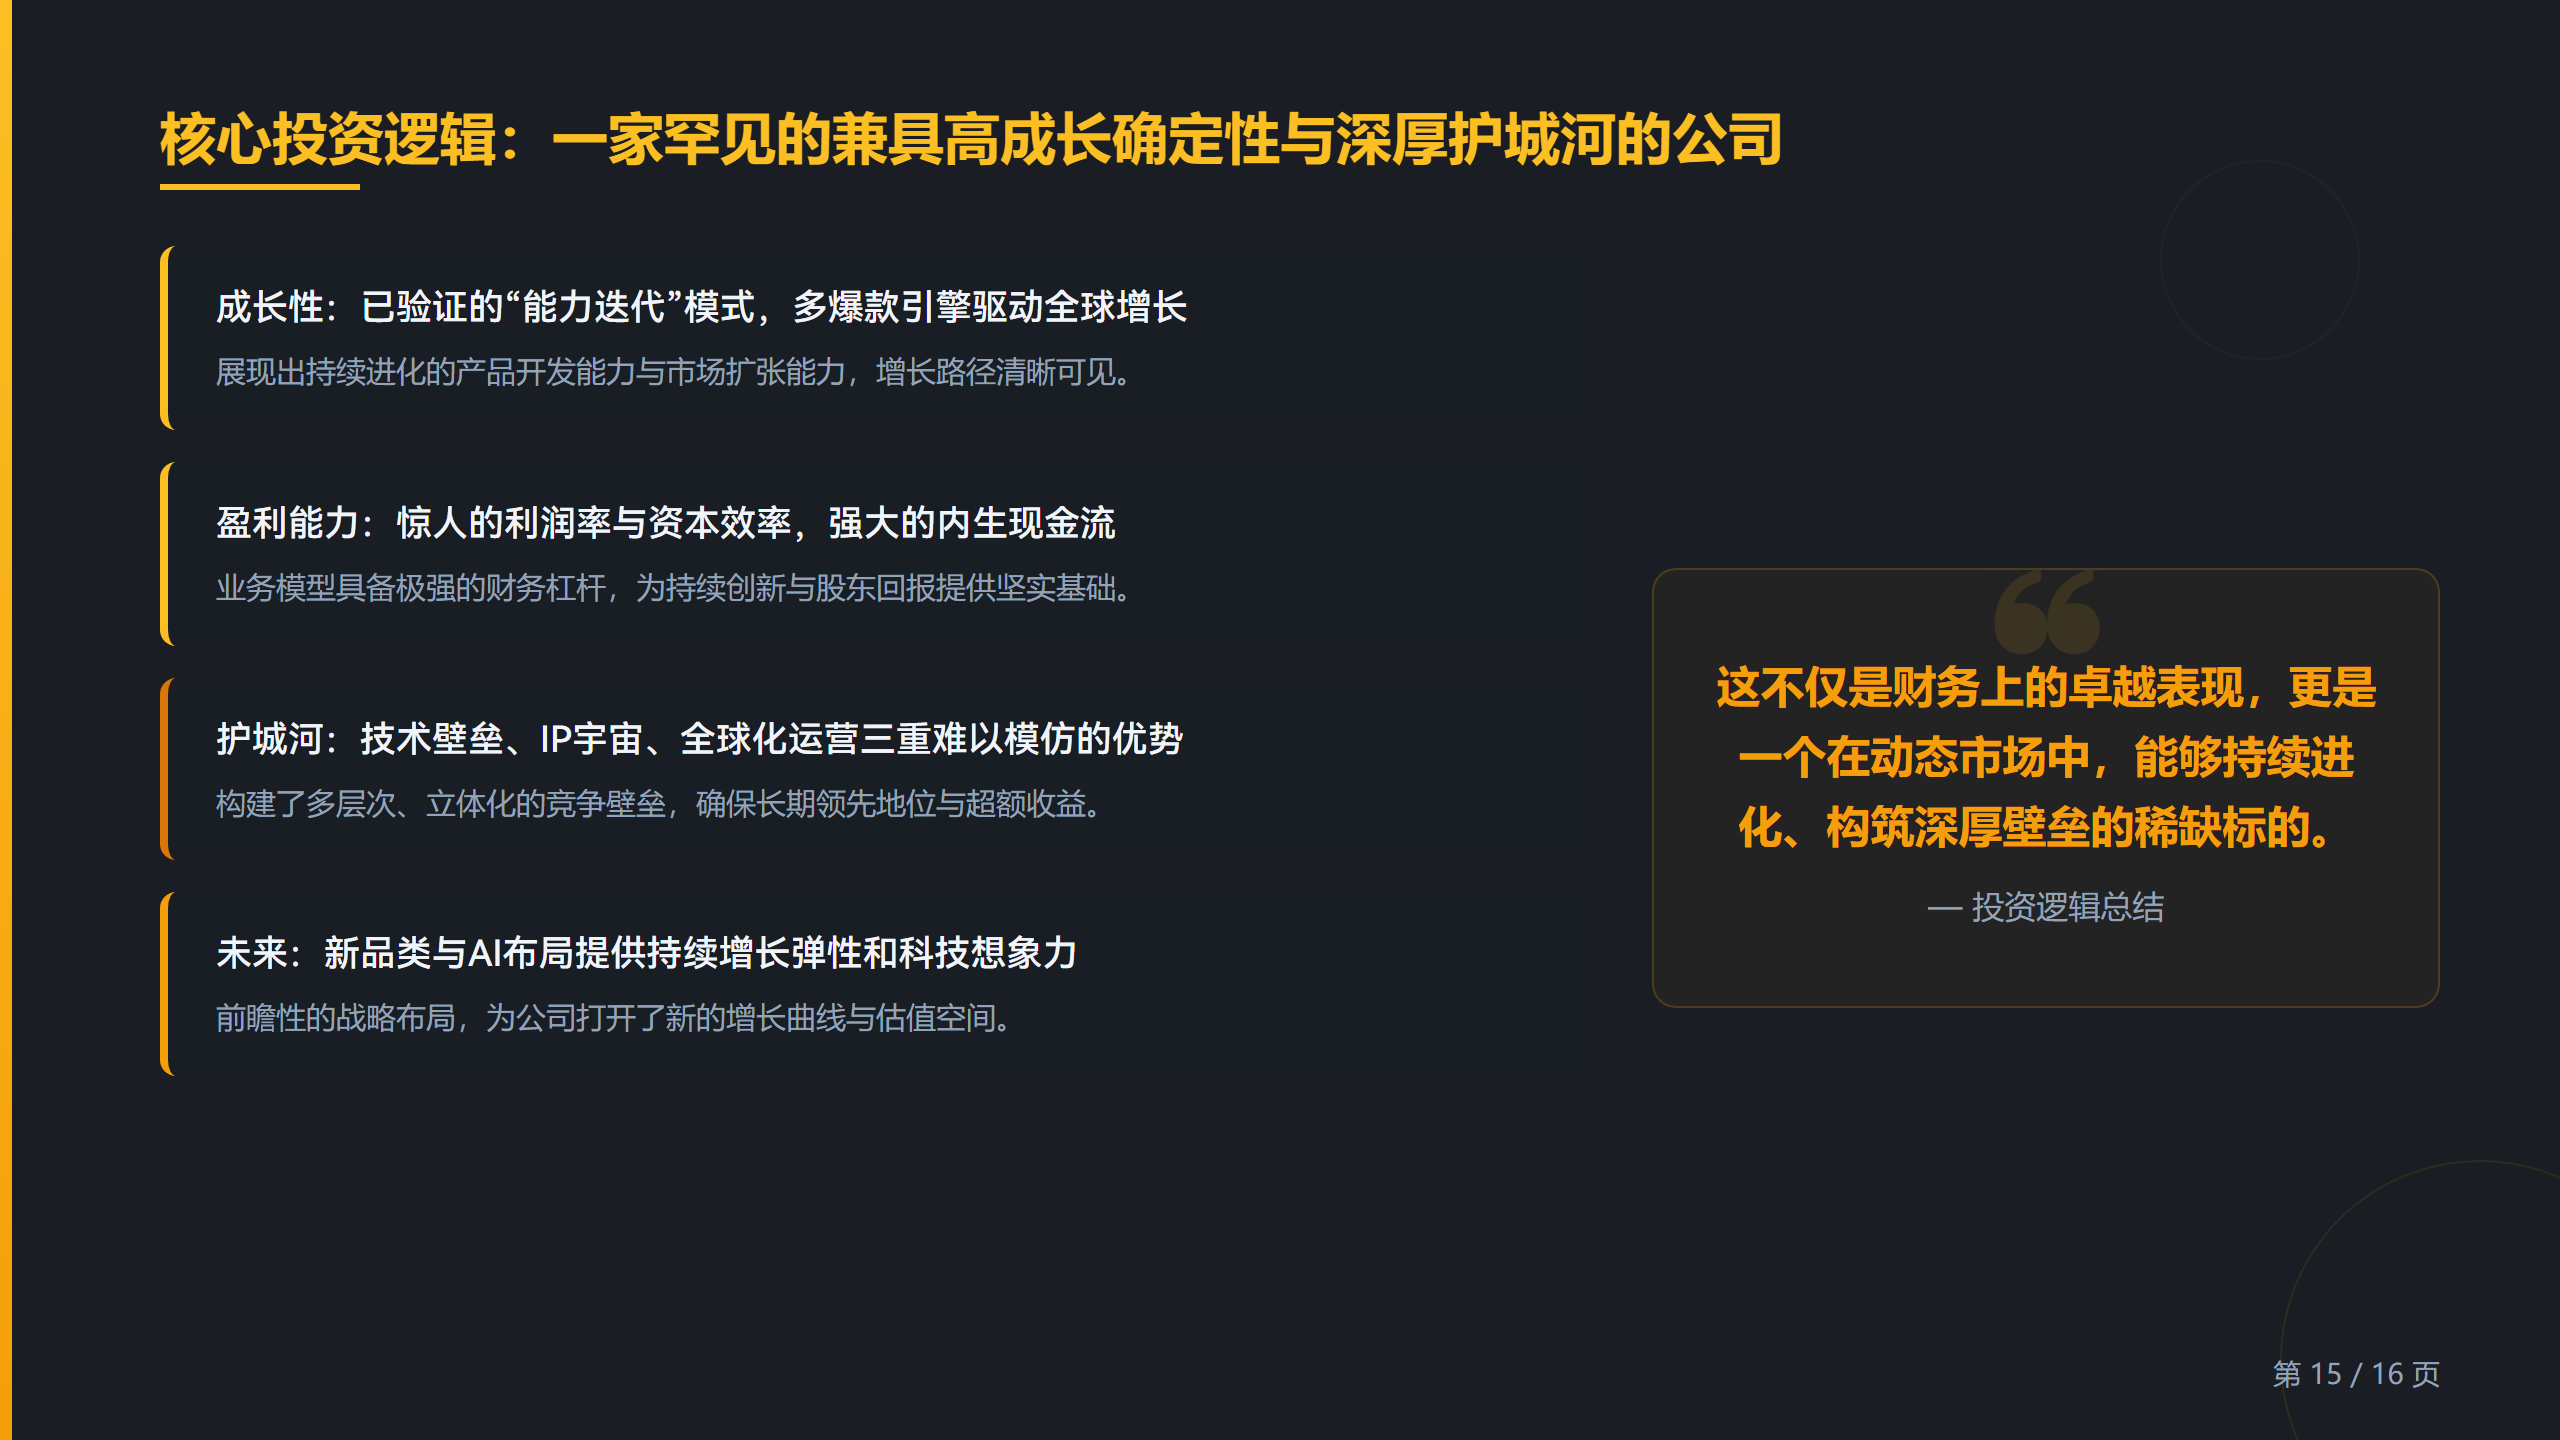 核心投资逻辑：一家罕见的兼具高成长确定性与深厚护城河的公司
成长性：已验证的“能力迭代”模式，多爆款引擎驱动全球增长
展现出持续进化的产品开发能力与市场扩张能力，增长路径清晰可见。
盈利能力：惊人的利润率与资本效率，强大的内生现金流
业务模型具备极强的财务杠杆，为持续创新与股东回报提供坚实基础。
护城河：技术壁垒、IP宇宙、全球化运营三重难以模仿的优势
构建了多层次、立体化的竞争壁垒，确保长期领先地位与超额收益。
未来：新品类与AI布局提供持续增长弹性和科技想象力
前瞻性的战略布局，为公司打开了新的增长曲线与估值空间。
“
这不仅是财务上的卓越表现，更是
一个在动态市场中，能够持续进
化、构筑深厚壁垒的稀缺标的。
— 投资逻辑总结
第 15 / 16 页